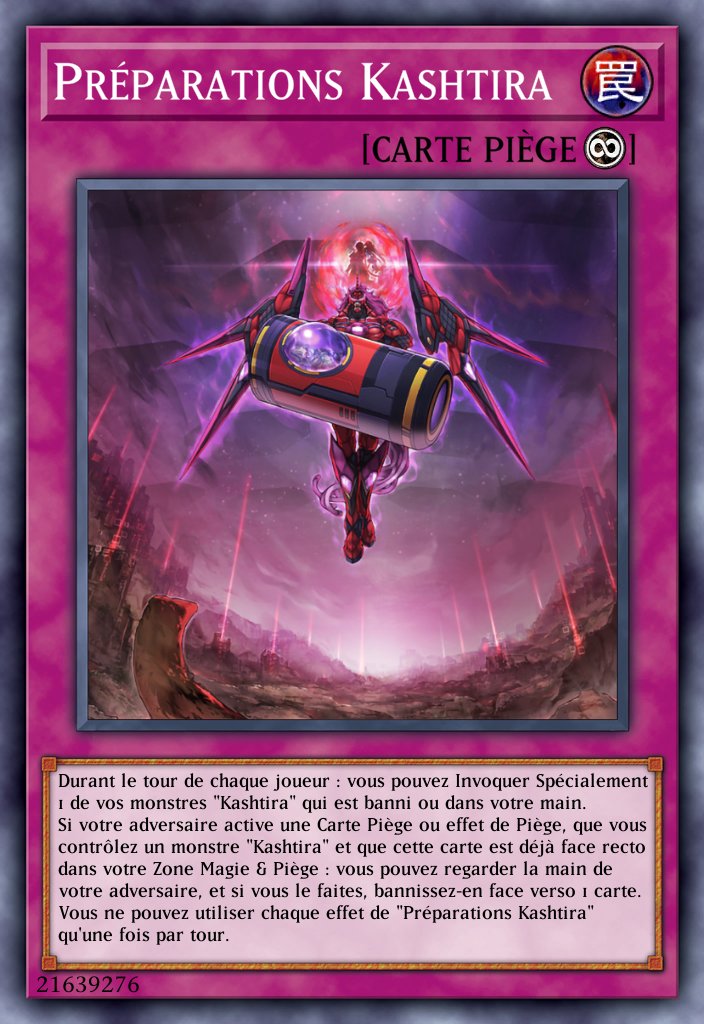 PRÉPARATIONS KASHTIRA
罠
[CARTE PIÈGE ∞]
Durant le tour de chaque joueur : vous pouvez Invoquer Spécialement
1 de vos monstres "Kashtira" qui est banni ou dans votre main.
Si votre adversaire active une Carte Piège ou effet de Piège, que vous
contrôlez un monstre "Kashtira" et que cette carte est déjà face recto
dans votre Zone Magie & Piège : vous pouvez regarder la main de
votre adversaire, et si vous le faites, bannissez-en face verso 1 carte.
Vous ne pouvez utiliser chaque effet de "Préparations Kashtira"
qu'une fois par tour.
21639276